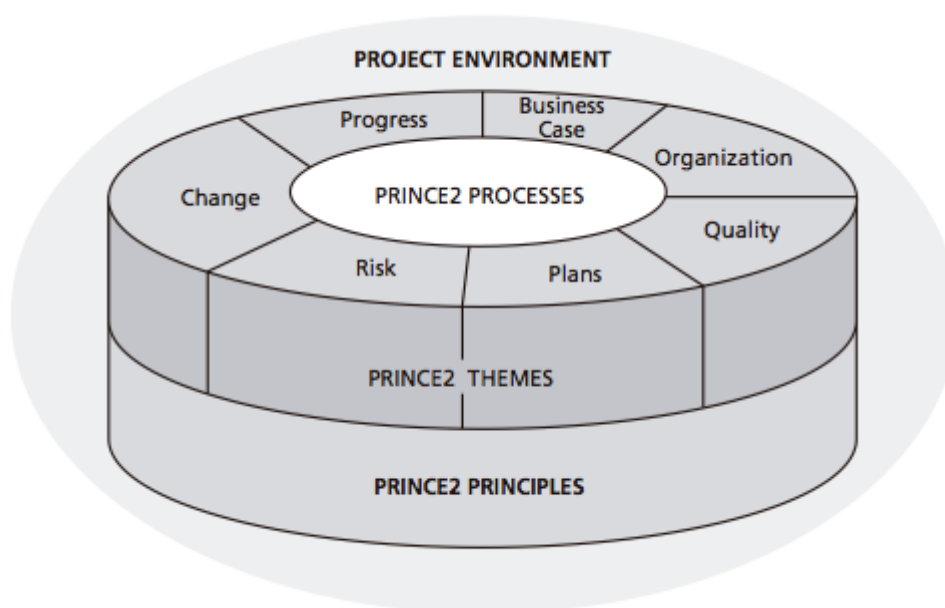 PROJECT ENVIRONMENT
Progress
Business
Case
Organization
Change
PRINCE2 PROCESSES
Quality
Risk
Plans
PRINCE2 THEMES
PRINCE2 PRINCIPLES